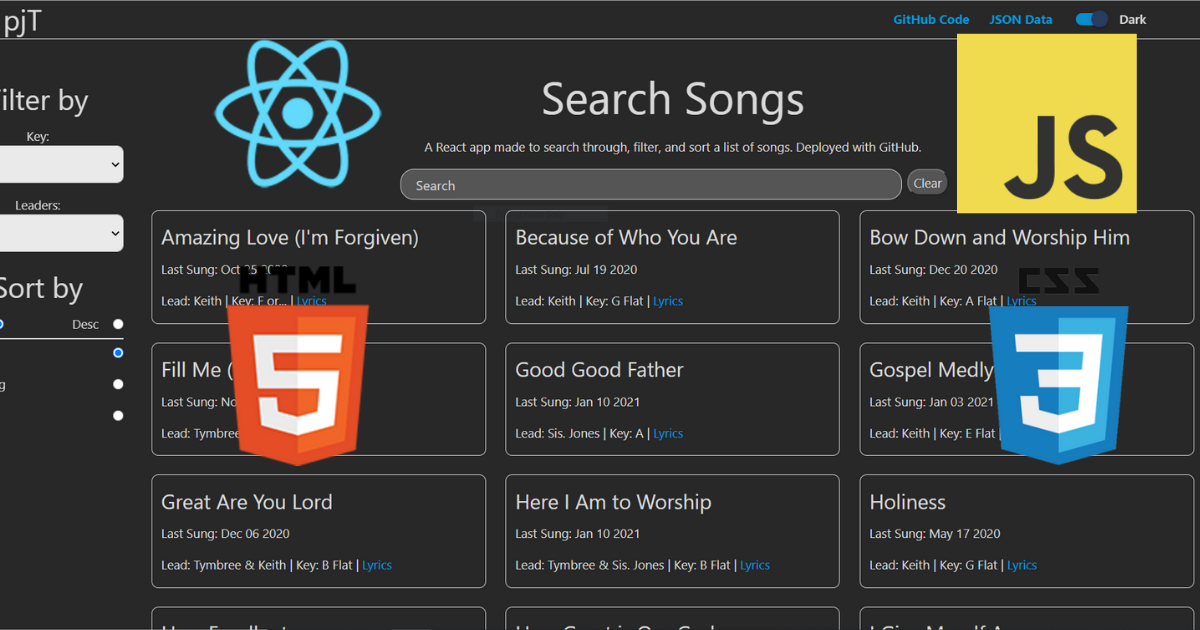 pjT
GitHub Code
JSON Data
Dark
ilter by
Key:
Leaders:
Sort by
Desc
g
Search Songs
A React app made to search through, filter, and sort a list of songs. Deployed with GitHub.
Search
Clear
JS
HTML
5
CSS
3
Amazing Love (I'm Forgiven)
Last Sung: Oct 25 2020
Lead: Keith | Key: F or... | Lyrics
Because of Who You Are
Last Sung: Jul 19 2020
Lead: Keith | Key: G Flat | Lyrics
Bow Down and Worship Him
Last Sung: Dec 20 2020
Lead: Keith | Key: A Flat | Lyrics
Fill Me (
Last Sung: No
Lead: Tymbree
Good Good Father
Last Sung: Jan 10 2021
Lead: Sis. Jones | Key: A | Lyrics
Gospel Medly
Last Sung: Jan 03 2021
Lead: Keith | Key: E Flat |
Great Are You Lord
Last Sung: Dec 06 2020
Lead: Tymbree & Keith | Key: B Flat | Lyrics
Here I Am to Worship
Last Sung: Jan 10 2021
Lead: Tymbree & Sis. Jones | Key: B Flat | Lyrics
Holiness
Last Sung: May 17 2020
Lead: Keith | Key: G Flat | Lyrics